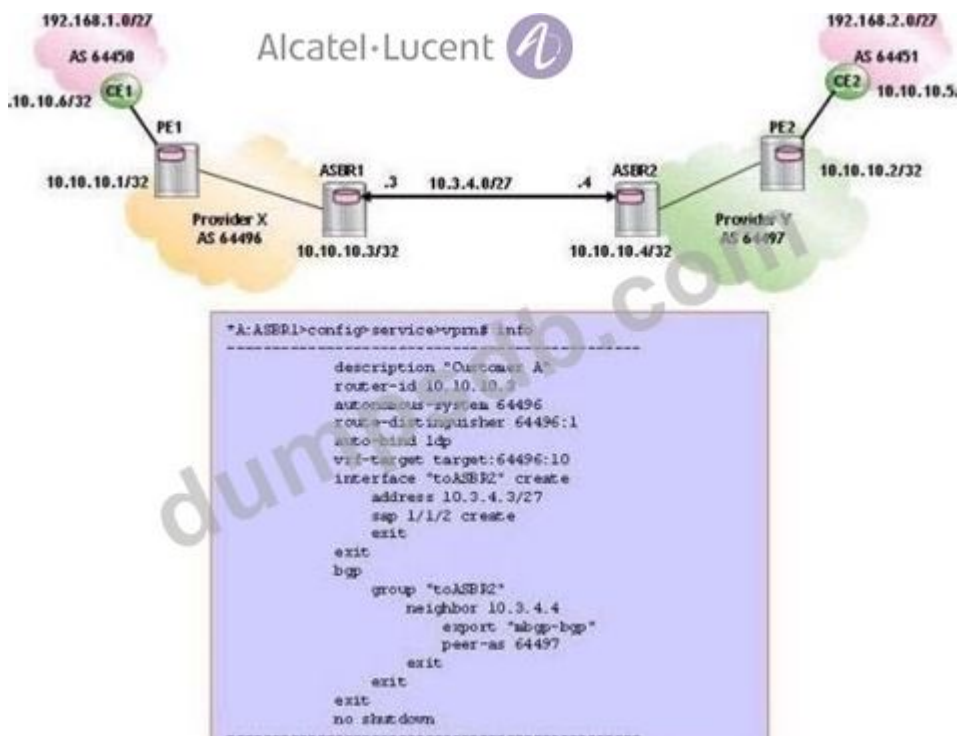 192.168.1.0/27
192.168.2.0/27
Alcatel·Lucent
AS 64450
AS 64451
CE1
CE2
.10.10.6/32
10.10.10.5/
PE1
PE2
10.10.10.1/32
10.10.10.2/32
ASBR1
.3
10.3.4.0/27
.4
ASBR2
Provider X
AS 64496
Provider Y
AS 64497
10.10.10.3/32
10.10.10.4/32
dumpsdb.com
*A:ASBR1>config>service>vprn# info
----------------------------------------------
description "Customer A"
router-id 10.10.10.3
autonomous-system 64496
route-distinguisher 64496:1
auto-bind ldp
vrf-target target:64496:10
interface "toASBR2" create
address 10.3.4.3/27
sap 1/1/2 create
exit
exit
bgp
group "toASBR2"
neighbor 10.3.4.4
export "mbgp-bgp"
peer-as 64497
exit
exit
exit
no shutdown
----------------------------------------------